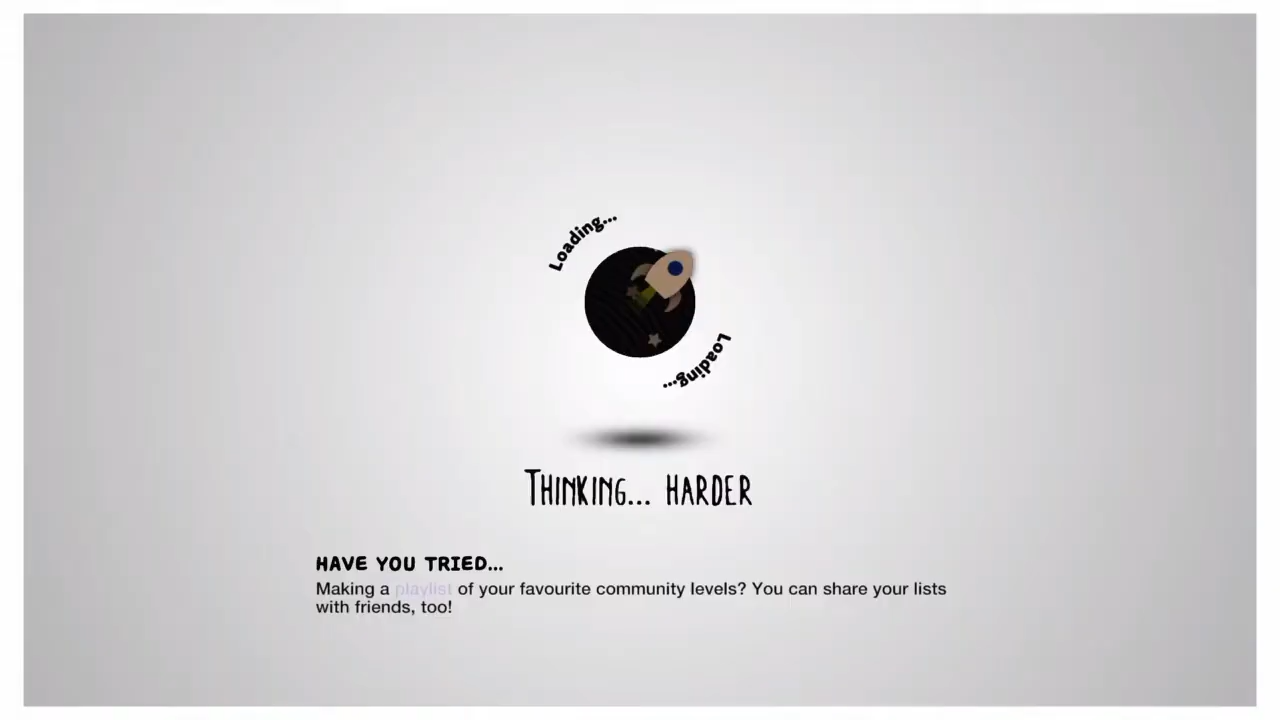 Loading...
Loading...
THINKING... HARDER
HAVE YOU TRIED...
Making a playlist of your favourite community levels? You can share your lists
with friends, too!